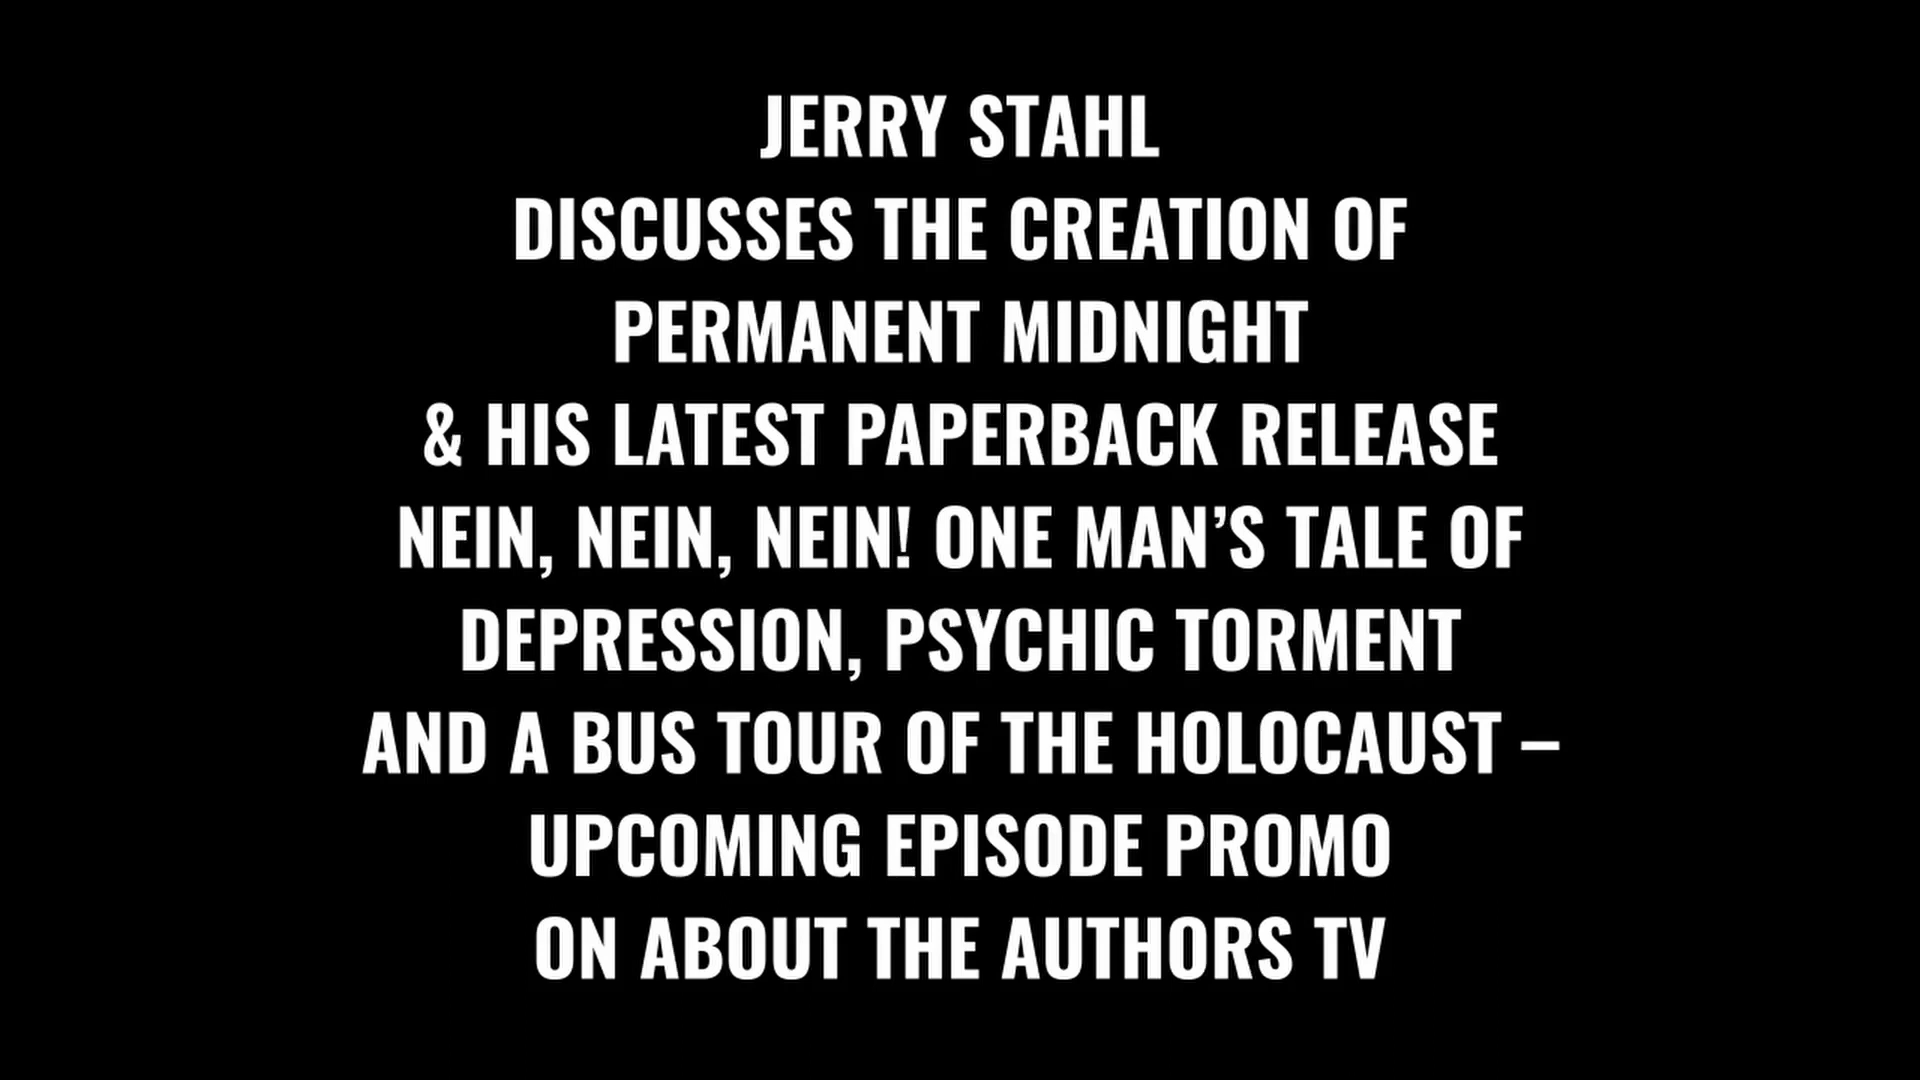 JERRY STAHL
DISCUSSES THE CREATION OF
PERMANENT MIDNIGHT
& HIS LATEST PAPERBACK RELEASE
NEIN, NEIN, NEIN! ONE MAN’S TALE OF
DEPRESSION, PSYCHIC TORMENT
AND A BUS TOUR OF THE HOLOCAUST –
UPCOMING EPISODE PROMO
ON ABOUT THE AUTHORS TV